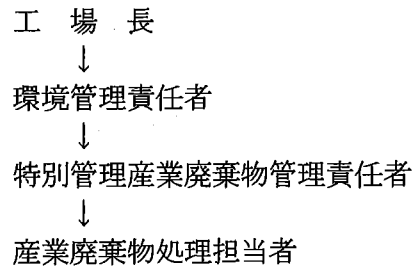 工場長
↓
環境管理責任者
↓
特別管理産業廃棄物管理責任者
↓
産業廃棄物処理担当者